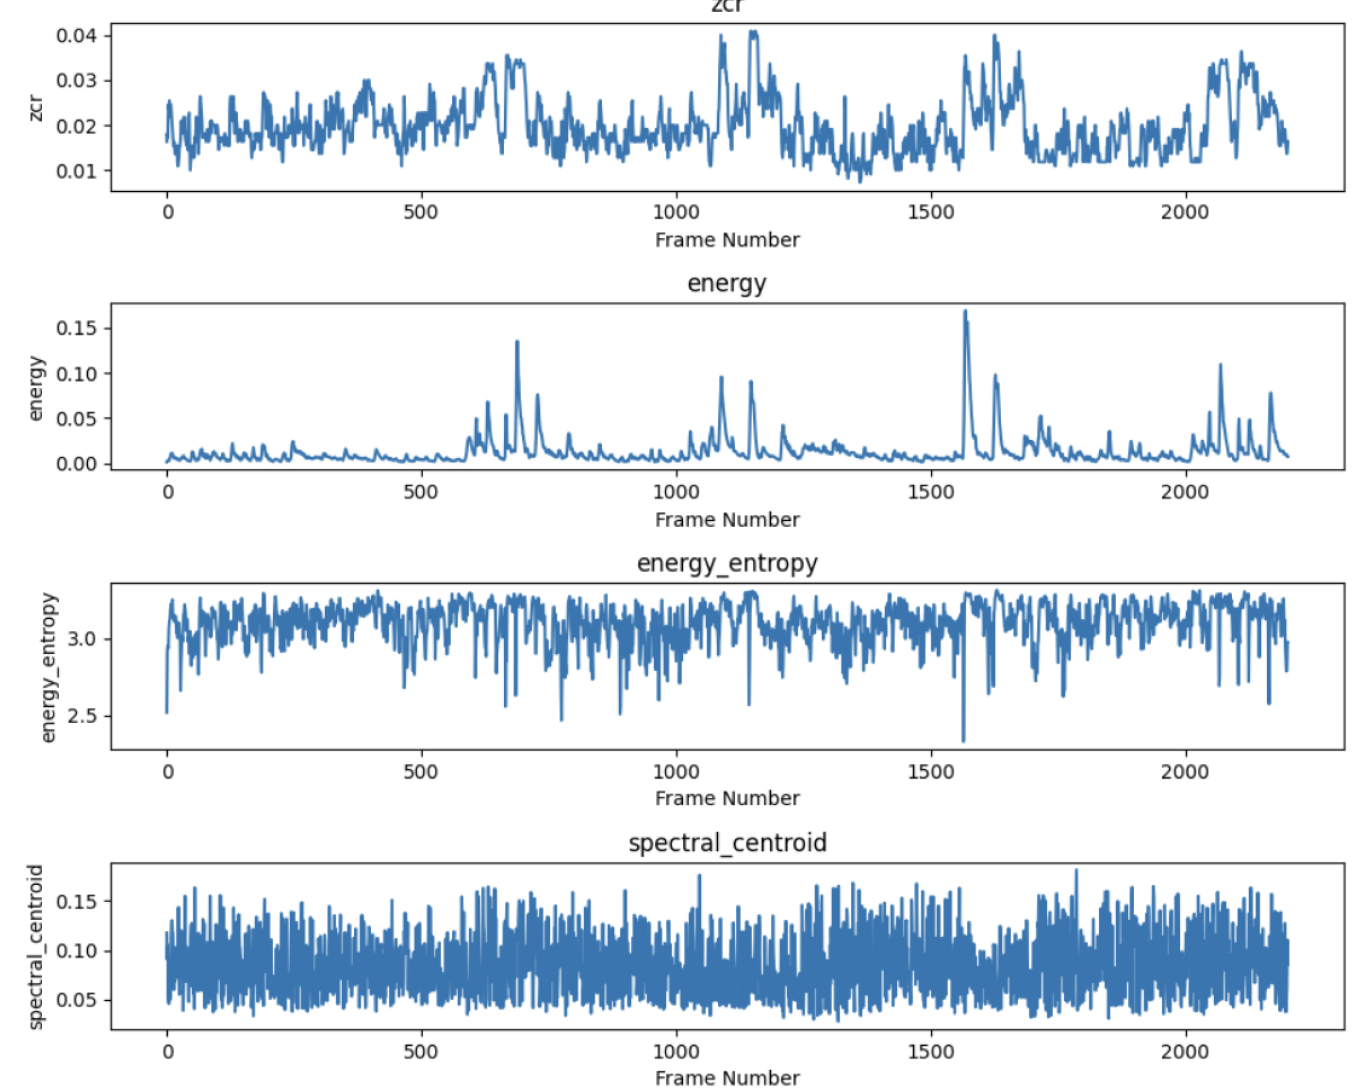 zcr
0.04
0.03
0.02
0.01
zcr
0 500 1000 1500 2000
Frame Number
energy
0.15
0.10
0.05
0.00
energy
0 500 1000 1500 2000
Frame Number
energy_entropy
3.0
2.5
energy_entropy
0 500 1000 1500 2000
Frame Number
spectral_centroid
0.15
0.10
0.05
spectral_centroid
0 500 1000 1500 2000
Frame Number